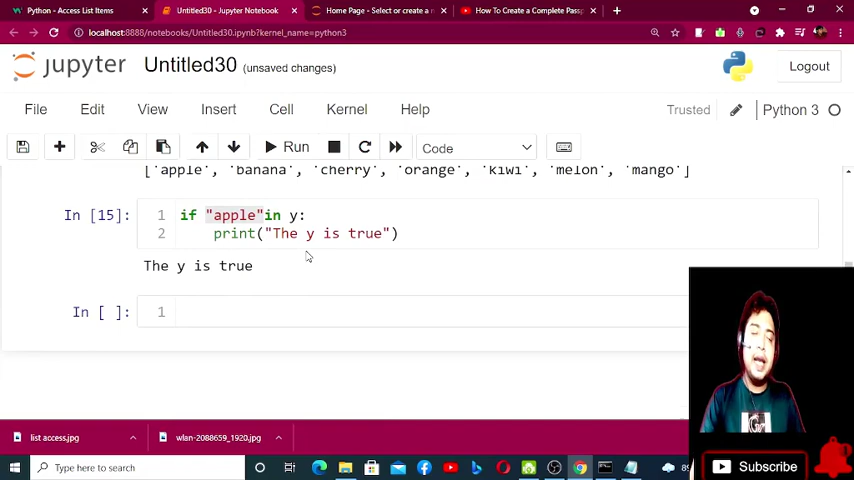 Python - Access List Items
Untitled30 - Jupyter Notebook
Home Page - Select or create a n
How To Create a Complete Passp
localhost:8888/notebooks/Untitled30.ipynb?kernel_name=python3
jupyter Untitled30 (unsaved changes)
Logout
File Edit View Insert Cell Kernel Help
Trusted
Python 3
Run
Code
['apple', 'banana', 'cherry', 'orange', 'kiwi', 'melon', 'mango']
In [15]:
1 if "apple"in y:
2 print("The y is true")
The y is true
In [ ]:
1
list access.jpg
wlan-2088659_1920.jpg
Type here to search
Subscribe